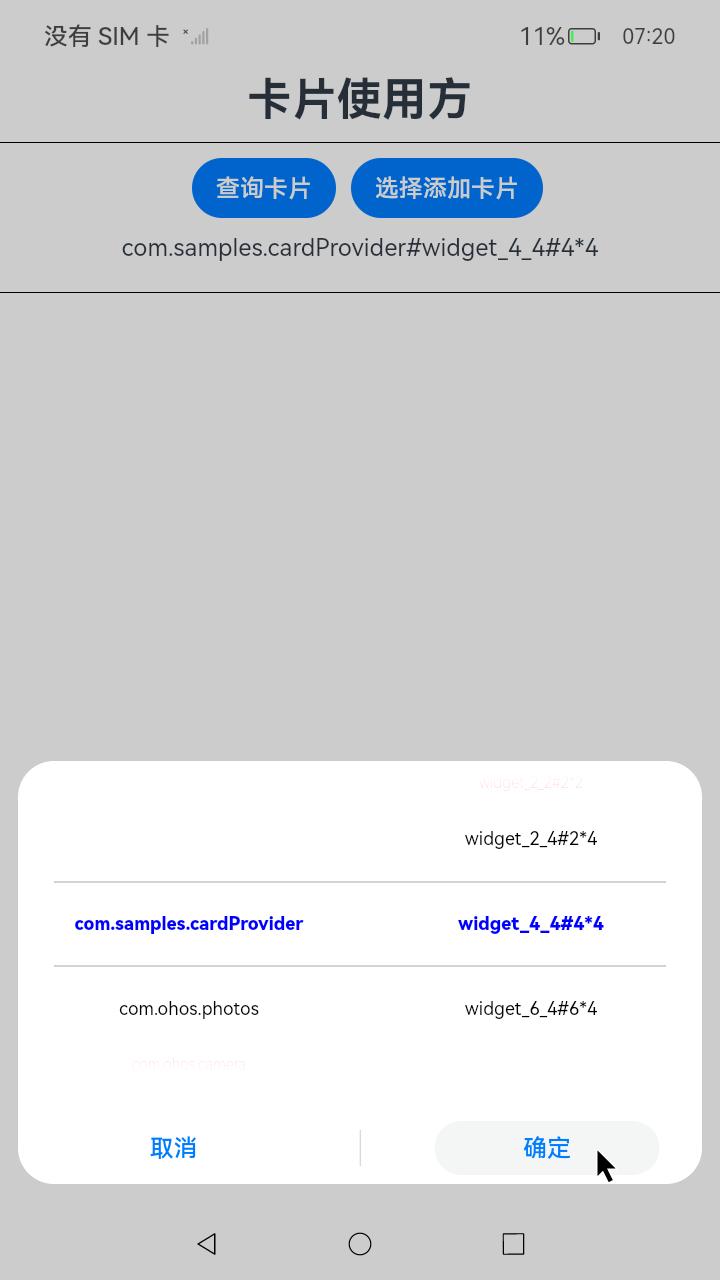 没有 SIM 卡
11%
07:20
卡片使用方
查询卡片
选择添加卡片
com.samples.cardProvider#widget_4_4#4*4
widget_2_2#2*2
widget_2_4#2*4
com.samples.cardProvider
widget_4_4#4*4
com.ohos.photos
widget_6_4#6*4
com.ohos.camera
取消
确定